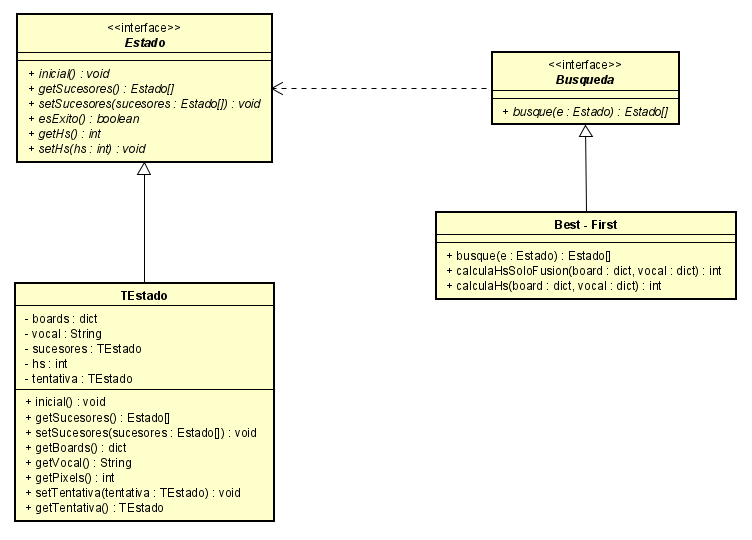 <<interface>>
Estado
+ inicial() : void
+ getSucesores() : Estado[]
+ setSucesores(sucesores : Estado[]) : void
+ esExito() : boolean
+ getHs() : int
+ setHs(hs : int) : void
<<interface>>
Busqueda
+ busque(e : Estado) : Estado[]
Best - First
+ busque(e : Estado) : Estado[]
+ calculaHsSoloFusion(board : dict, vocal : dict) : int
+ calculaHs(board : dict, vocal : dict) : int
TEstado
- boards : dict
- vocal : String
- sucesores : TEstado
- hs : int
- tentativa : TEstado
+ inicial() : void
+ getSucesores() : Estado[]
+ setSucesores(sucesores : Estado[]) : void
+ getBoards() : dict
+ getVocal() : String
+ getPixels() : int
+ setTentativa(tentativa : TEstado) : void
+ getTentativa() : TEstado